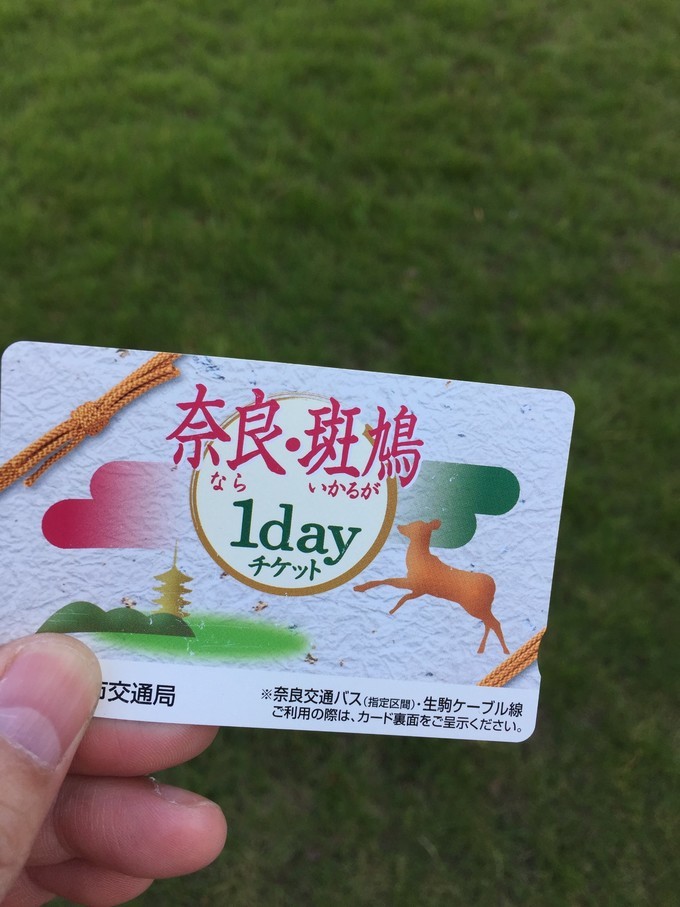 奈良・斑鳩
なら いかるが
1day
チケット
市交通局
※奈良交通バス(指定区間)・生駒ケーブル線
ご利用の際は、カード裏面をご呈示ください。